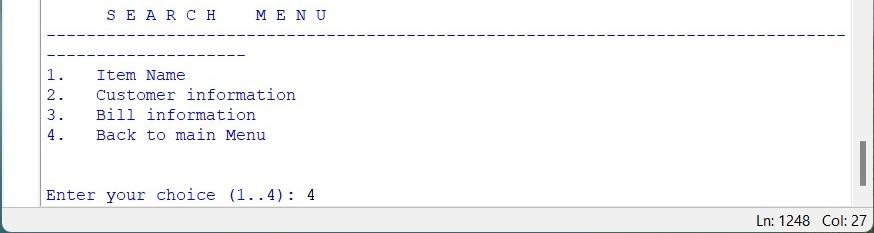 S E A R C H    M E N U
--------------------------------------------------------------------------------
--------------------
1.   Item Name
2.   Customer information
3.   Bill information
4.   Back to main Menu
Enter your choice (1..4): 4
Ln: 1248   Col: 27